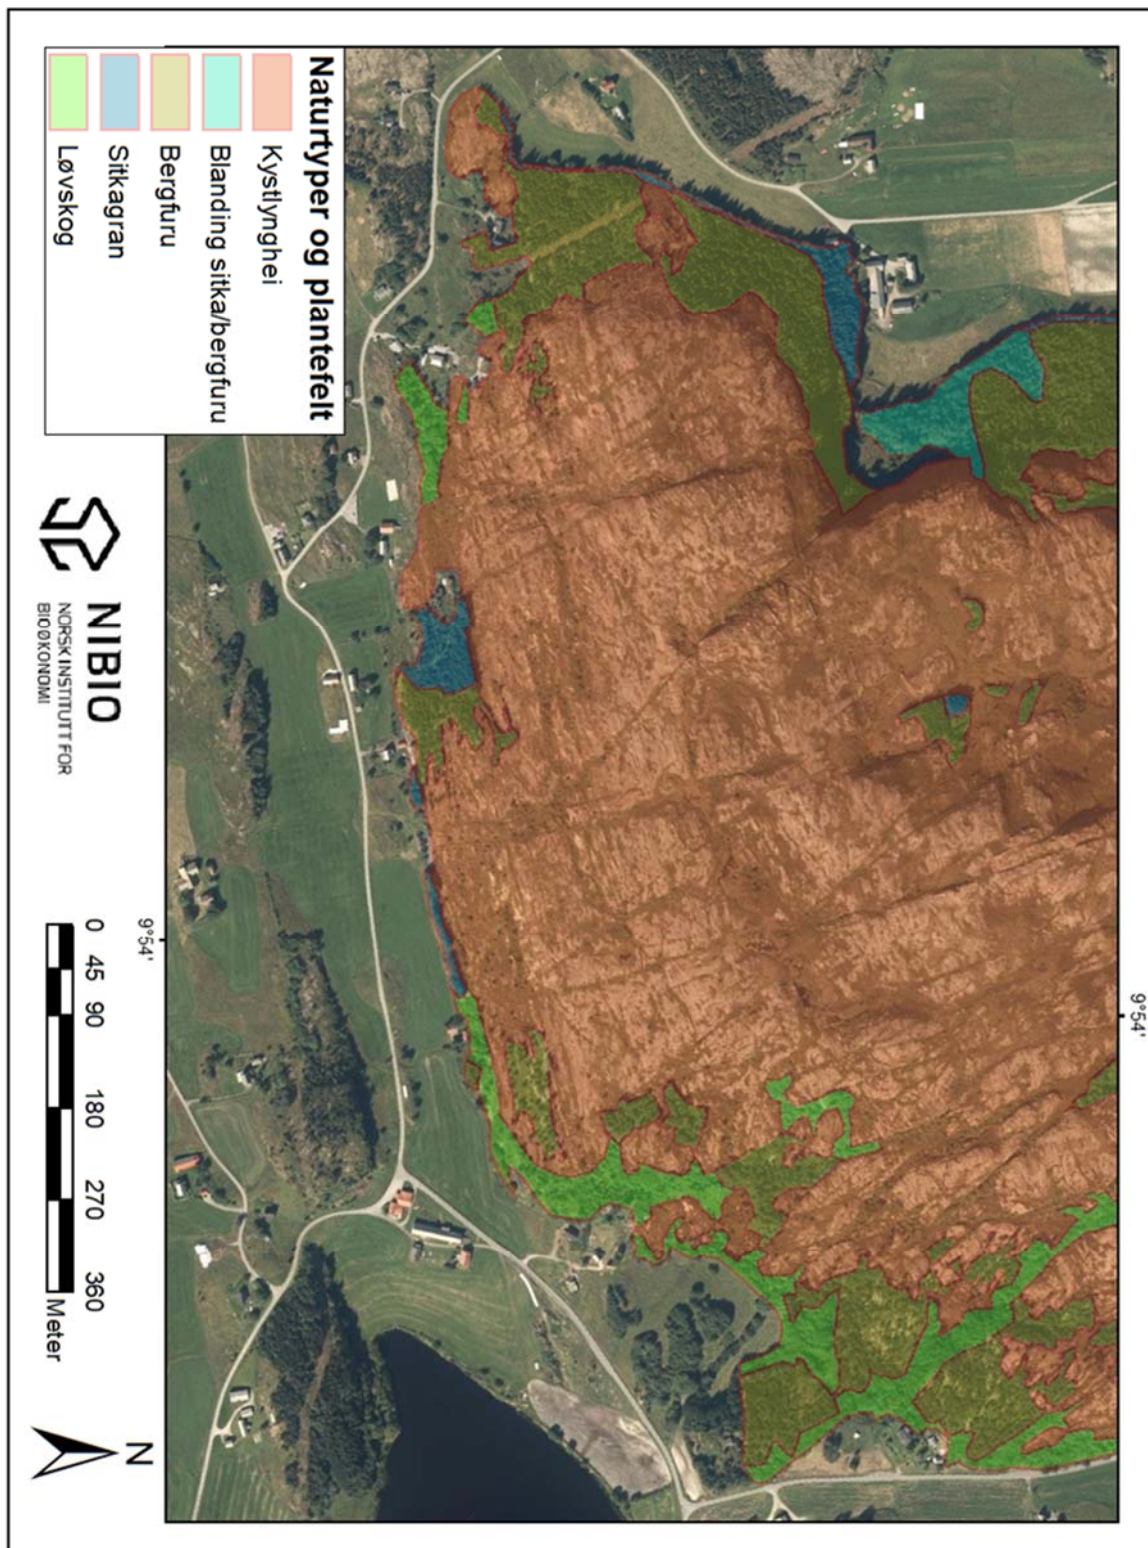 9°54'
Naturtyper og plantefelt
Kystlynghei
Blanding sitka/bergfuru
Bergfuru
Sitkagran
Løvskog
NIBIO
NORSK INSTITUTT FOR
BIOØKONOMI
9°54'
0 45 90 180 270 360
Meter
N